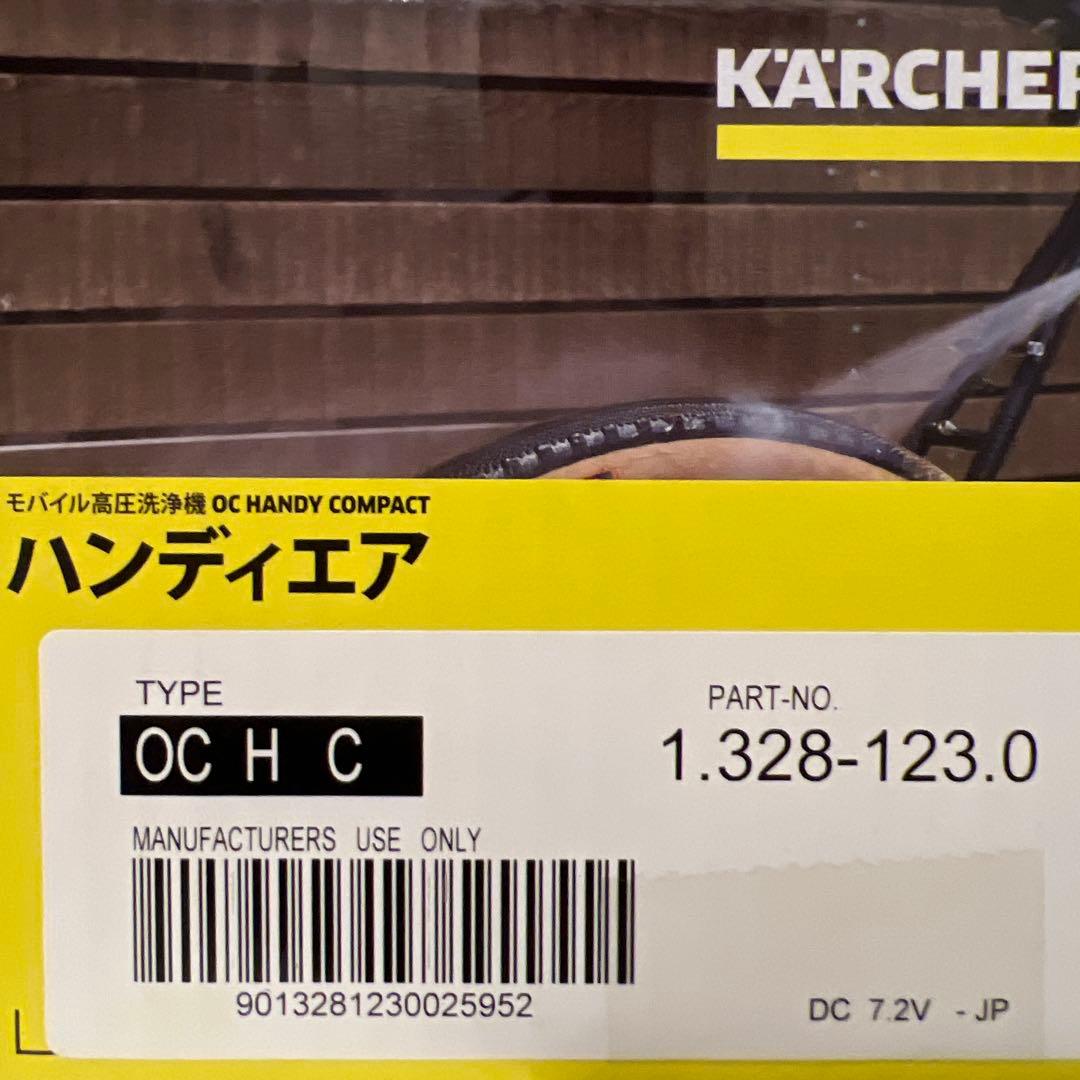 KÄRCHER
モバイル高圧洗浄機 OC HANDY COMPACT
ハンディエア
TYPE
OC H C
PART-NO.
1.328-123.0
MANUFACTURERS USE ONLY
9013281230025952
DC 7.2V - JP